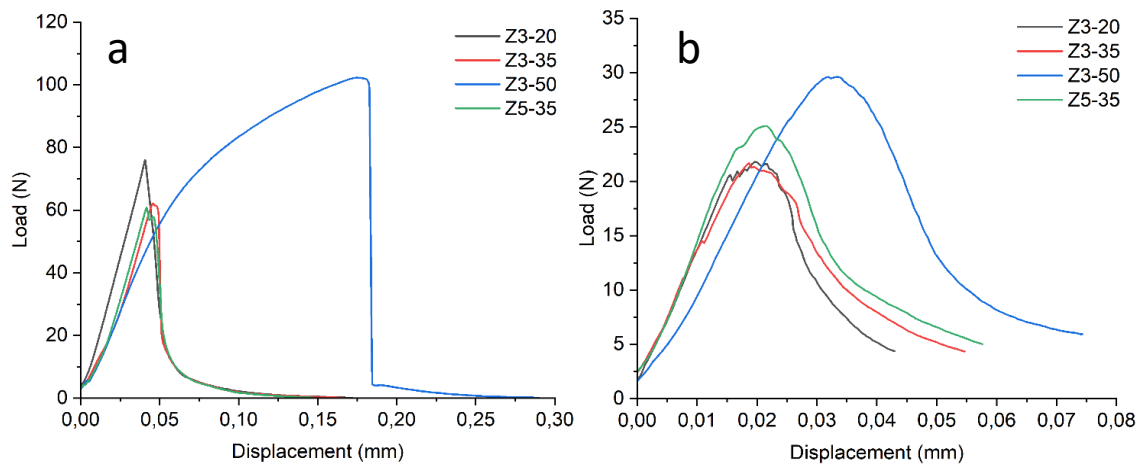 a
Z3-20
Z3-35
Z3-50
Z5-35
120
100
80
60
40
20
0
Load (N)
0,00 0,05 0,10 0,15 0,20 0,25 0,30
Displacement (mm)
b
Z3-20
Z3-35
Z3-50
Z5-35
35
30
25
20
15
10
5
0
Load (N)
0,00 0,01 0,02 0,03 0,04 0,05 0,06 0,07 0,08
Displacement (mm)